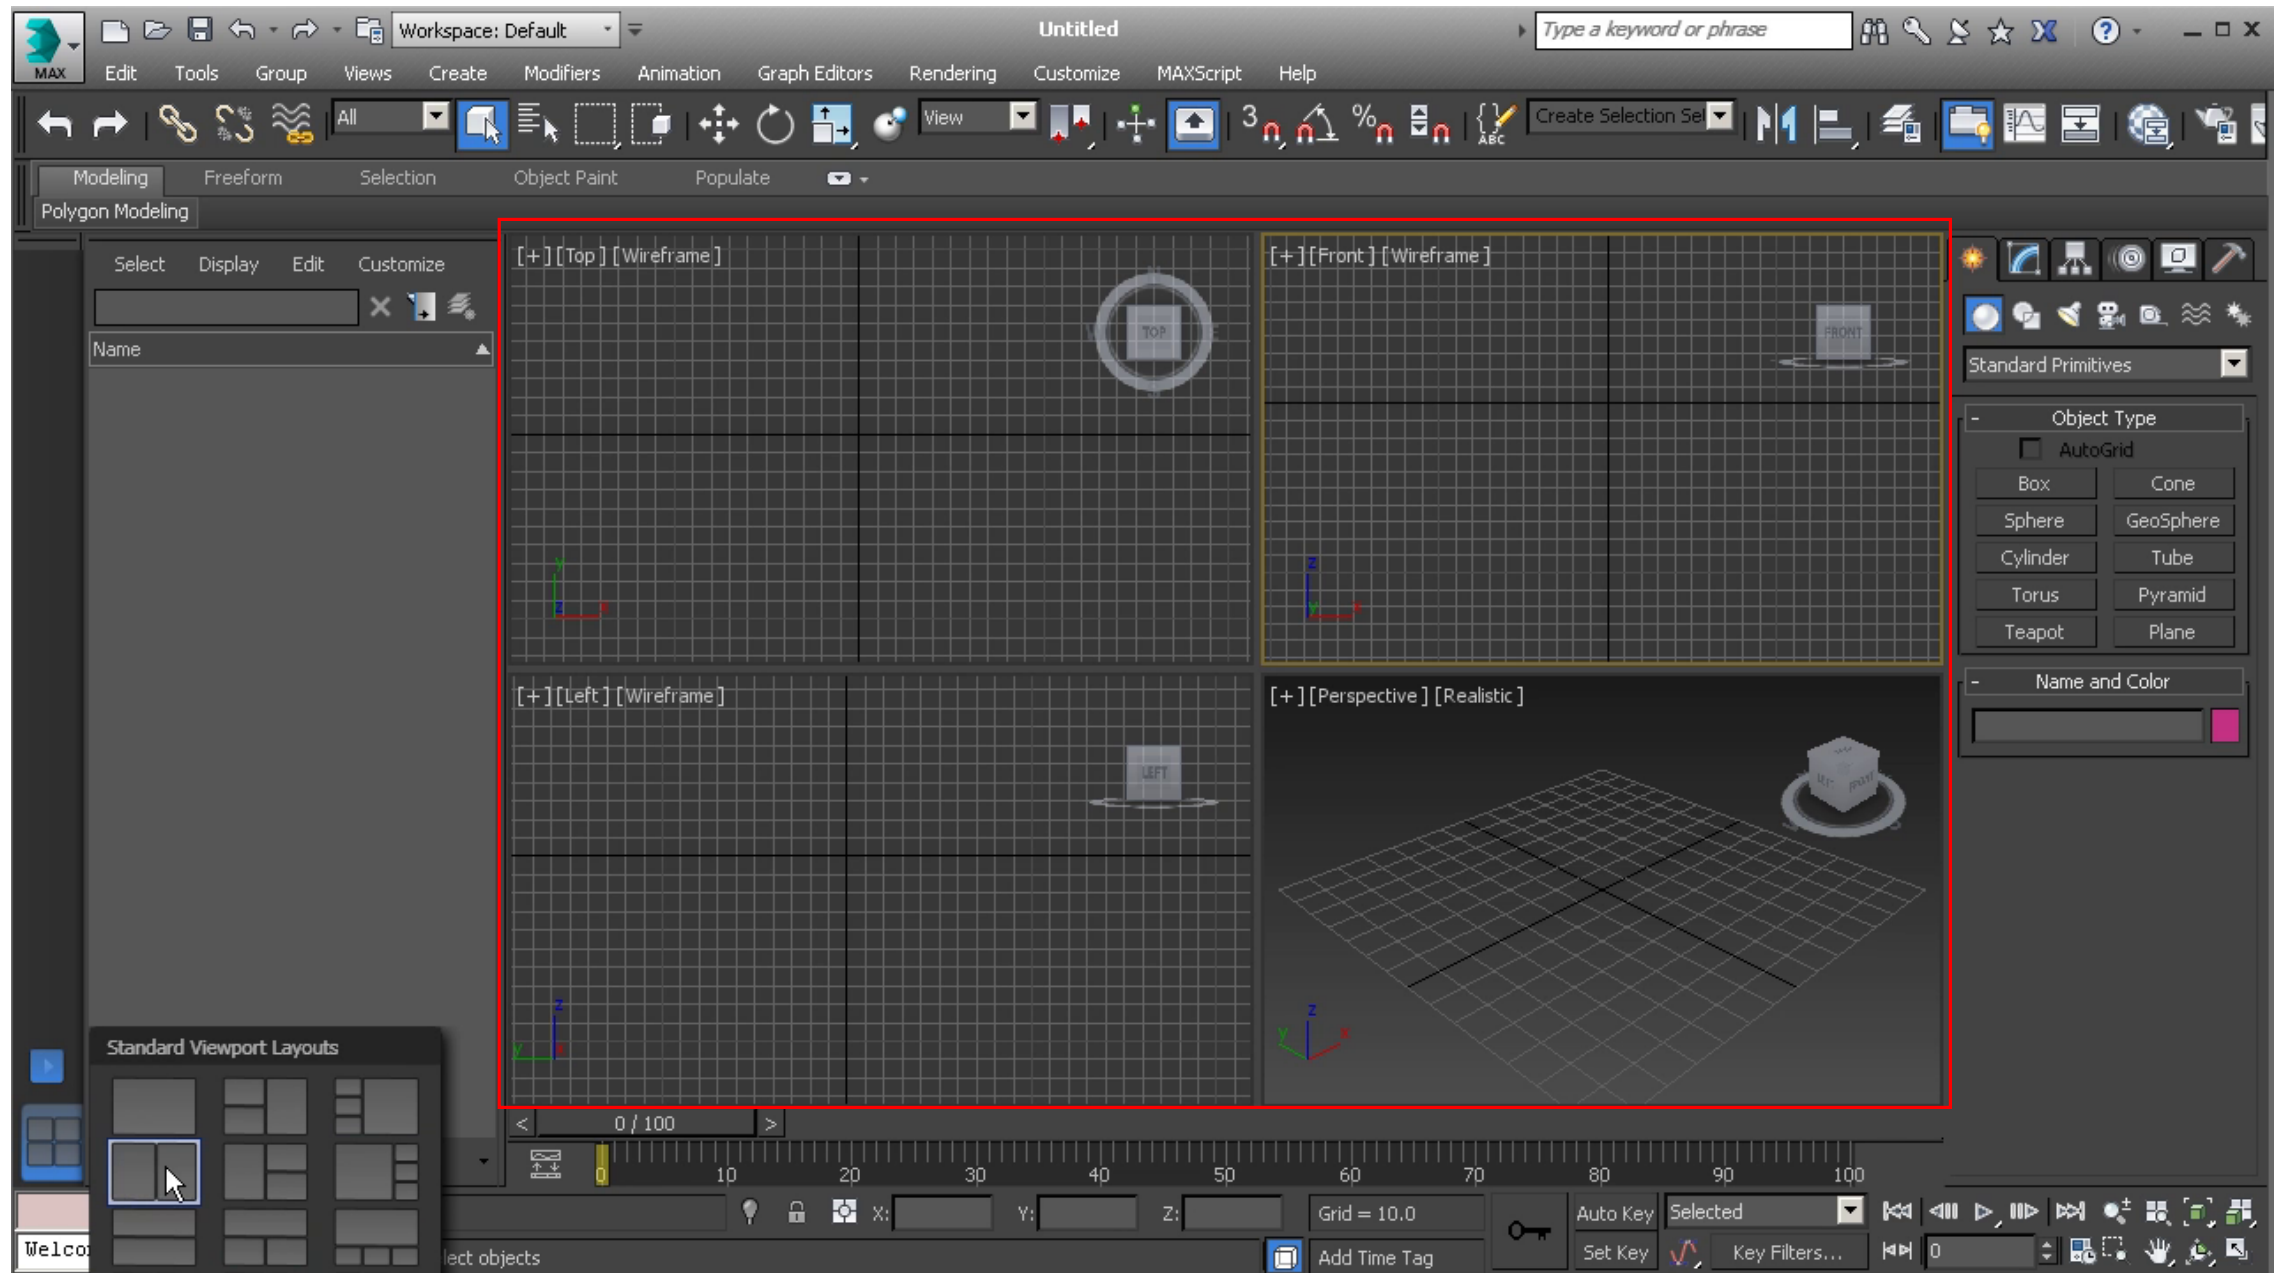 Workspace: Default
Untitled
Type a keyword or phrase
MAX
Edit Tools Group Views Create Modifiers Animation Graph Editors Rendering Customize MAXScript Help
All
View
3
%
ABC
Create Selection Sel
Modeling Freeform Selection Object Paint Populate
Polygon Modeling
Select Display Edit Customize
Name
[+][Top][Wireframe]
TOP
y
z x
[+][Front][Wireframe]
FRONT
z
y x
[+][Left][Wireframe]
LEFT
z
y
[+][Perspective][Realistic]
FRONT
z
y x
Standard Primitives
- Object Type
AutoGrid
Box Cone
Sphere GeoSphere
Cylinder Tube
Torus Pyramid
Teapot Plane
- Name and Color
Standard Viewport Layouts
< 0 / 100 >
0 10 20 30 40 50 60 70 80 90 100
X: Y: Z: Grid = 10.0
Auto Key Selected
Welco
lect objects
Add Time Tag
Set Key Key Filters... 0